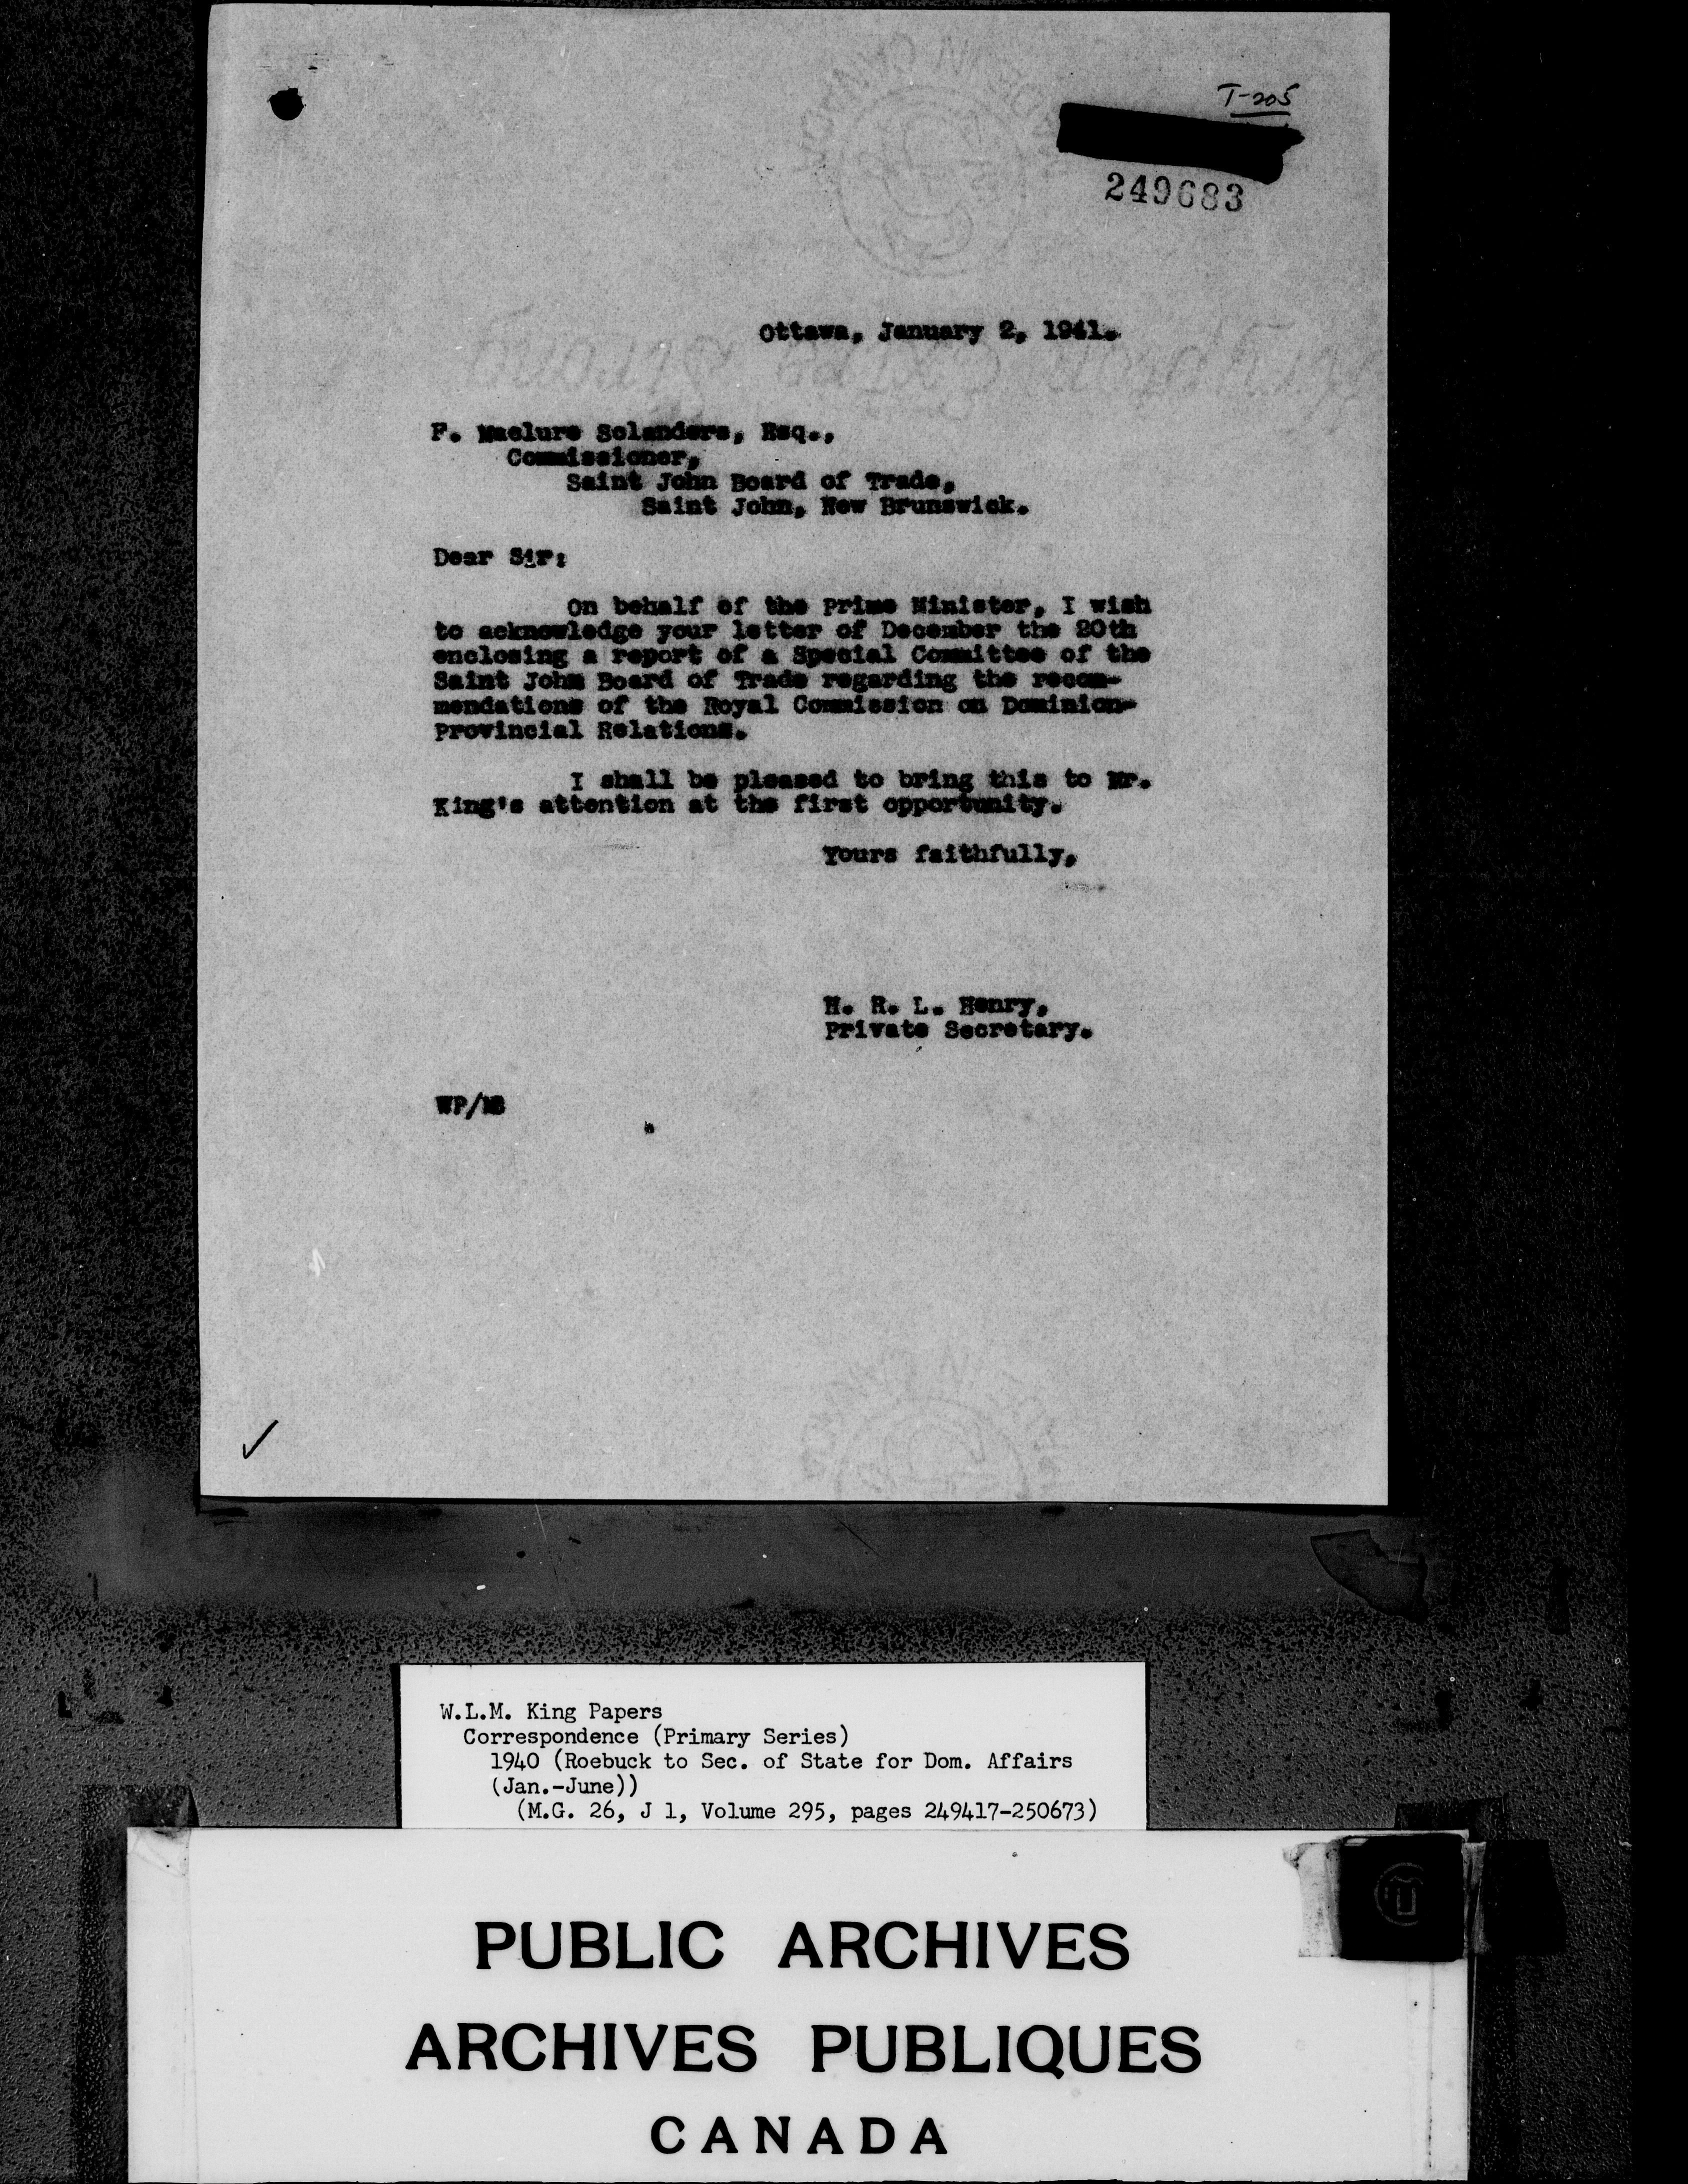 T-205
249683
Ottawa, January 2, 1941.
F. Maclure Sclanders, Esq.,
Commissioner,
Saint John Board of Trade,
Saint John, New Brunswick.
Dear Sir:
On behalf of the Prime Minister, I wish
to acknowledge your letter of December the 20th
enclosing a report of a Special Committee of the
Saint John Board of Trade regarding the recom-
mendations of the Royal Commission on Dominion-
Provincial Relations.
I shall be pleased to bring this to Mr.
King's attention at the first opportunity.
Yours faithfully,
H. R. L. Henry,
Private Secretary.
WP/
W.L.M. King Papers
Correspondence (Primary Series)
1940 (Roebuck to Sec. of State for Dom. Affairs
(Jan.-June))
(M.G. 26, J 1, Volume 295, pages 249417-250673)
PUBLIC ARCHIVES
ARCHIVES PUBLIQUES
CANADA